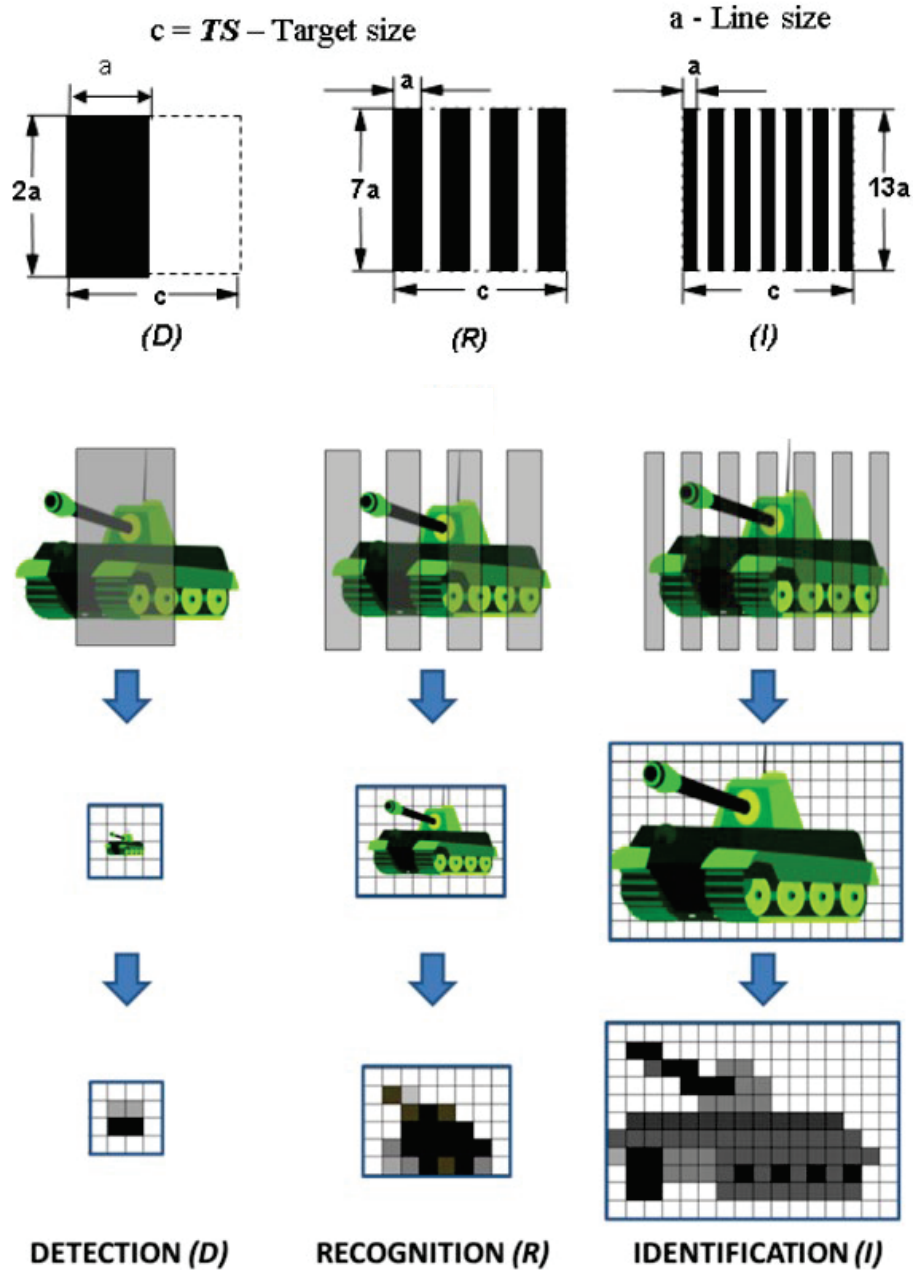 c = TS – Target size
a - Line size
a
a
a
2a
7a
13a
c
c
c
(D)
(R)
(I)
DETECTION (D)
RECOGNITION (R)
IDENTIFICATION (I)